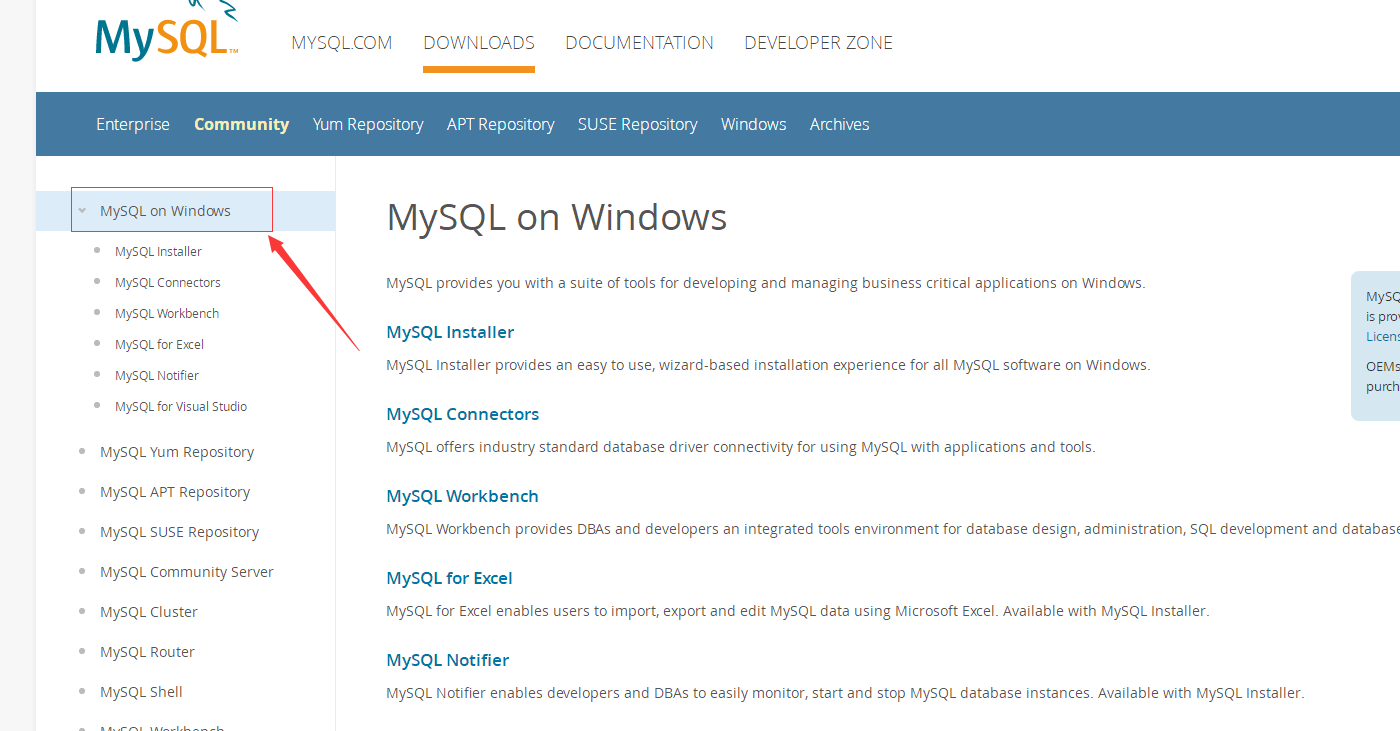 MySQL™
MYSQL.COM DOWNLOADS DOCUMENTATION DEVELOPER ZONE
Enterprise Community Yum Repository APT Repository SUSE Repository Windows Archives
MySQL on Windows
MySQL Installer
MySQL Connectors
MySQL Workbench
MySQL for Excel
MySQL Notifier
MySQL for Visual Studio
MySQL Yum Repository
MySQL APT Repository
MySQL SUSE Repository
MySQL Community Server
MySQL Cluster
MySQL Router
MySQL Shell
MySQL Workbench
MySQL on Windows
MySQL provides you with a suite of tools for developing and managing business critical applications on Windows.
MySQL Installer
MySQL Installer provides an easy to use, wizard-based installation experience for all MySQL software on Windows.
MySQL Connectors
MySQL offers industry standard database driver connectivity for using MySQL with applications and tools.
MySQL Workbench
MySQL Workbench provides DBAs and developers an integrated tools environment for database design, administration, SQL development and database
MySQL for Excel
MySQL for Excel enables users to import, export and edit MySQL data using Microsoft Excel. Available with MySQL Installer.
MySQL Notifier
MySQL Notifier enables developers and DBAs to easily monitor, start and stop MySQL database instances. Available with MySQL Installer.
MySQ
is pro
Licens
OEMs
purch